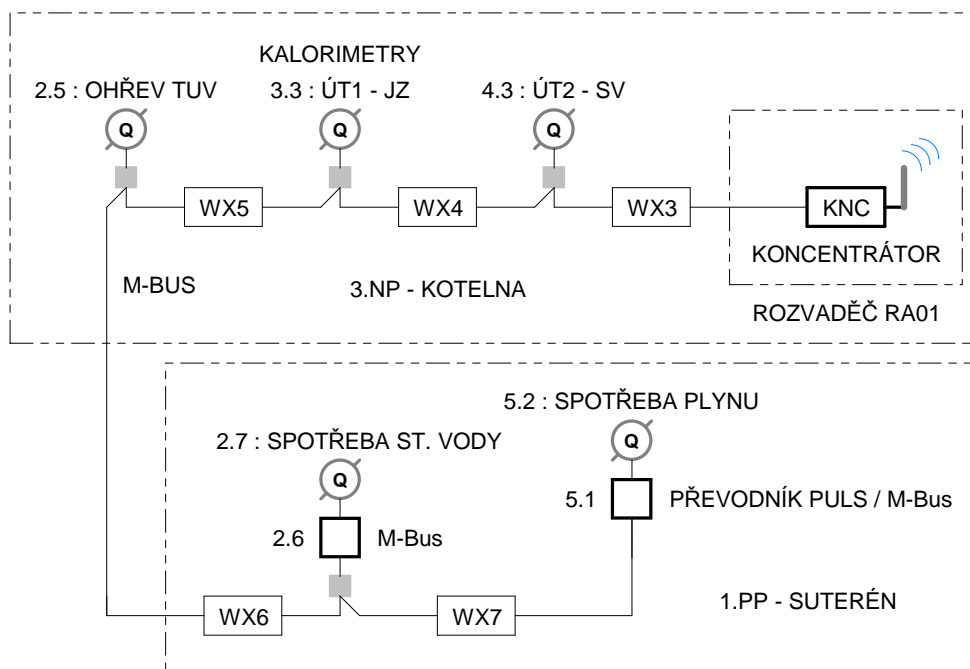 KALORIMETRY
2.5 : OHŘEV TUV
3.3 : ÚT1 - JZ
4.3 : ÚT2 - SV
Q
Q
Q
WX5
WX4
WX3
KNC
KONCENTRÁTOR
M-BUS
3.NP - KOTELNA
ROZVADĚČ RA01
5.2 : SPOTŘEBA PLYNU
2.7 : SPOTŘEBA ST. VODY
Q
Q
5.1
PŘEVODNÍK PULS / M-Bus
2.6
M-Bus
1.PP - SUTERÉN
WX6
WX7